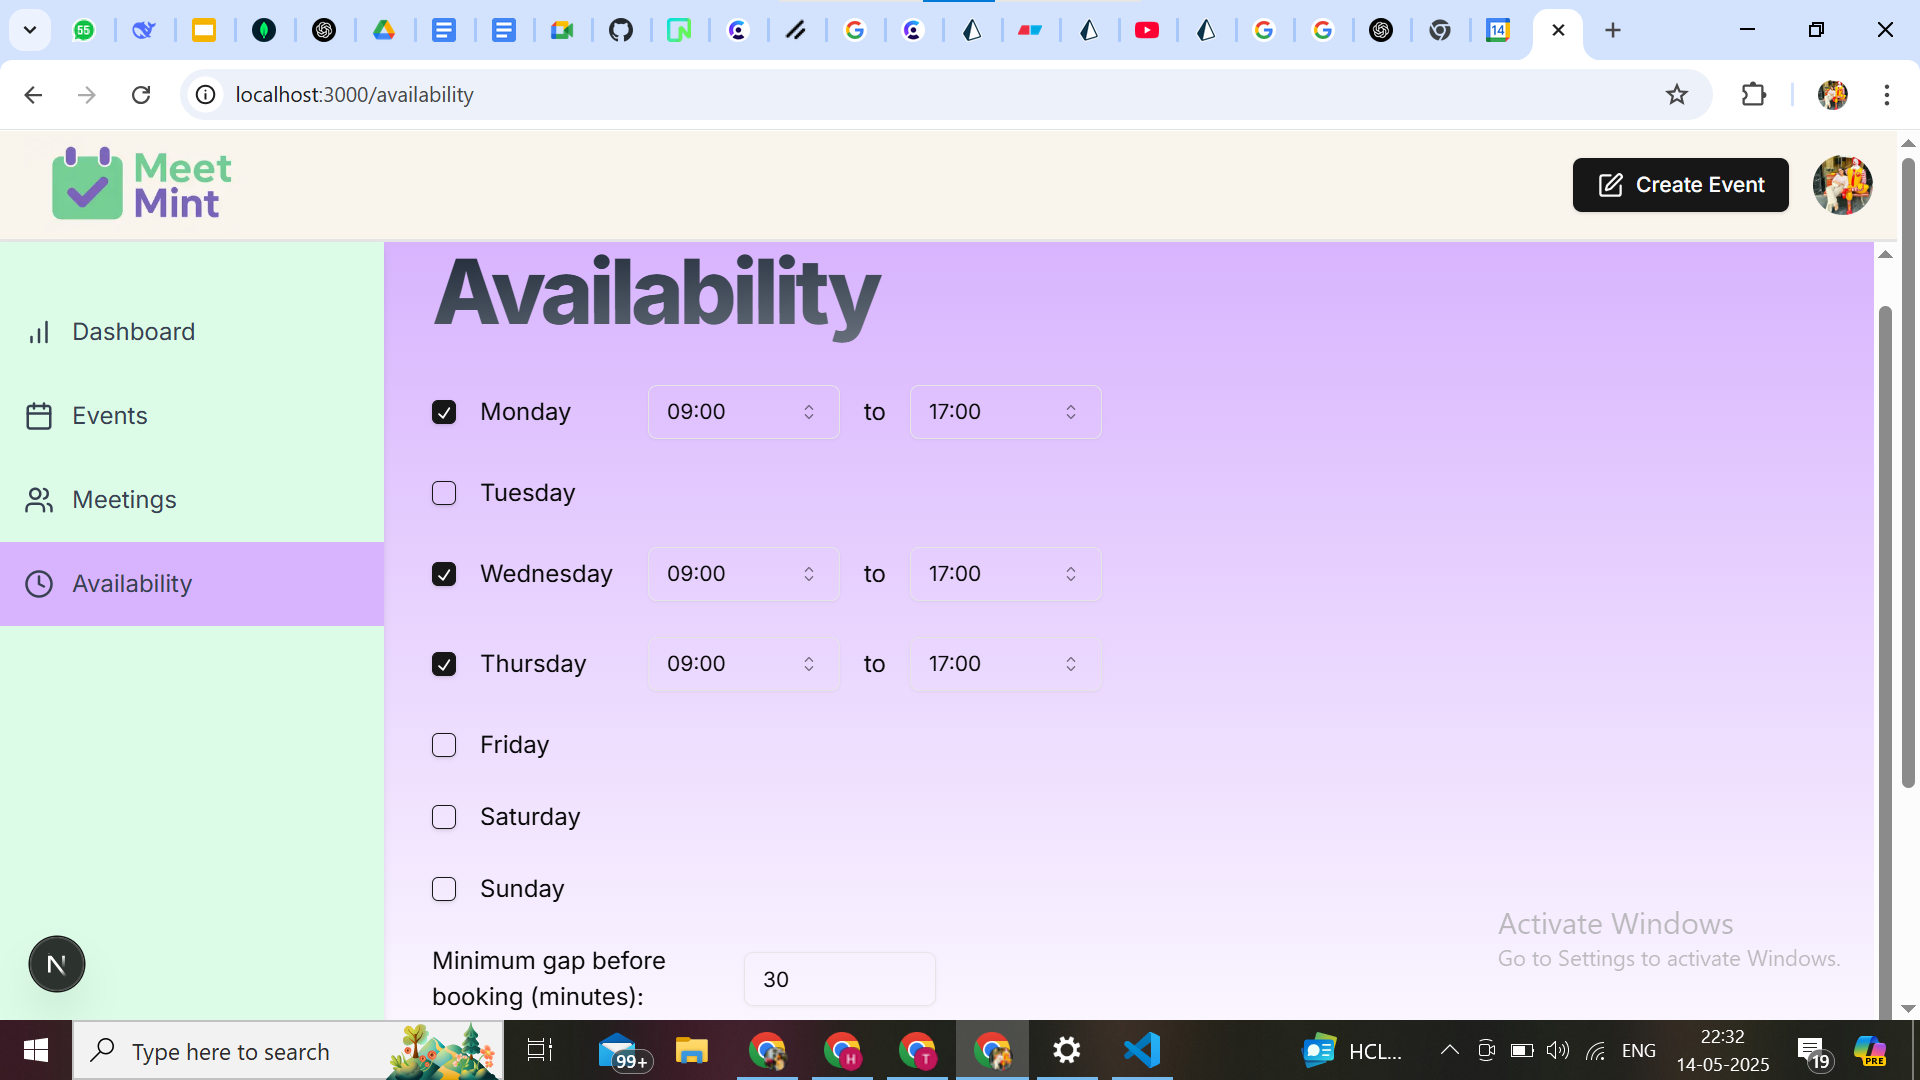 55
14
localhost:3000/availability
Meet
Mint
Create Event
Dashboard
Events
Meetings
Availability
Availability
Monday 09:00 to 17:00
Tuesday
Wednesday 09:00 to 17:00
Thursday 09:00 to 17:00
Friday
Saturday
Sunday
Minimum gap before
booking (minutes):
30
N
Activate Windows
Go to Settings to activate Windows.
Type here to search
99+
H
T
HCL...
ENG
22:32
14-05-2025
19
PRE